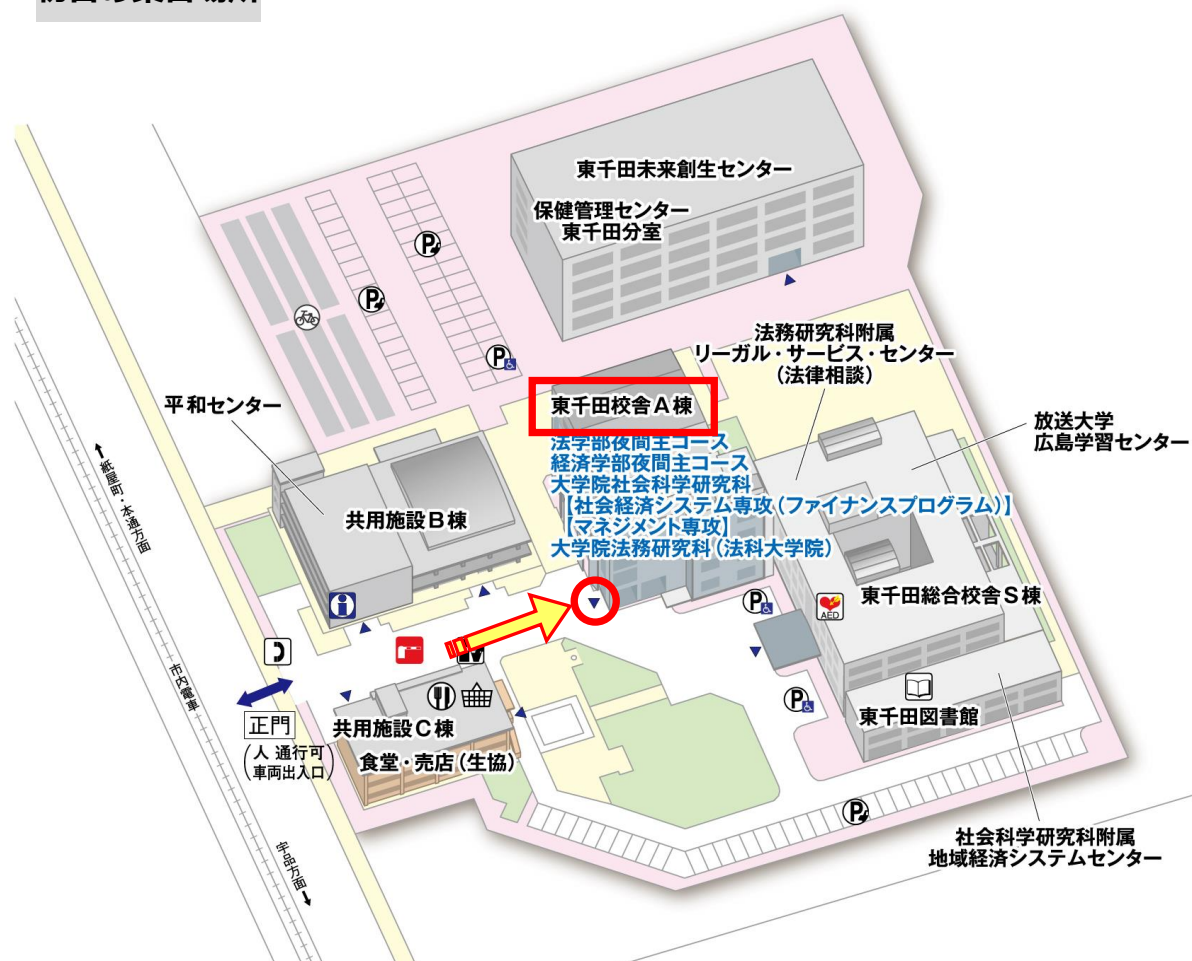 東千田未来創生センター
保健管理センター
東千田分室
法務研究科附属
リーガル・サービス・センター
(法律相談)
平和センター
東千田校舎A棟
放送大学
広島学習センター
法学部夜間主コース
経済学部夜間主コース
大学院社会科学研究科
【社会経済システム専攻(ファイナンスプログラム)】
【マネジメント専攻】
大学院法務研究科(法科大学院)
紙屋町・本通方面
共用施設B棟
東千田総合校舎S棟
AED
市内電車
正門
(人 通行可
車両出入口)
共用施設C棟
食堂・売店(生協)
東千田図書館
宇品方面
社会科学研究科附属
地域経済システムセンター
P
P
P
P
P
P